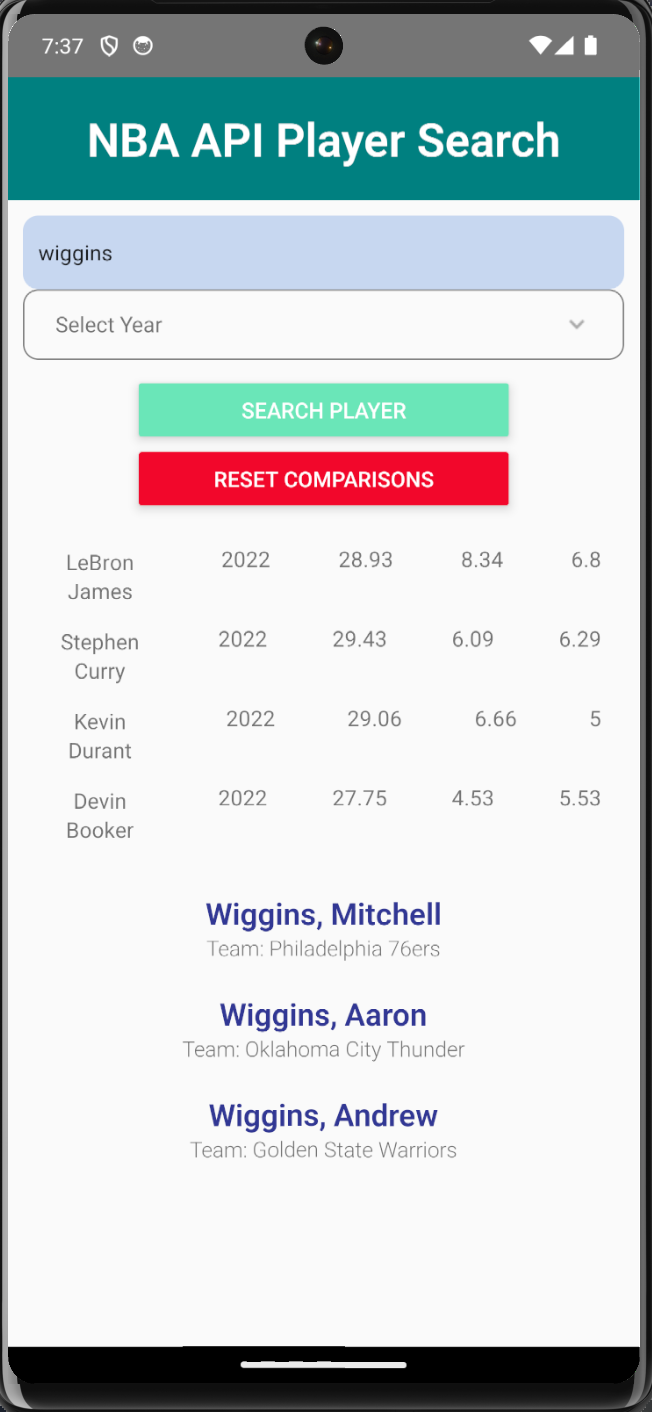 7:37
NBA API Player Search
wiggins
Select Year
SEARCH PLAYER
RESET COMPARISONS
LeBron James 2022 28.93 8.34 6.8
Stephen Curry 2022 29.43 6.09 6.29
Kevin Durant 2022 29.06 6.66 5
Devin Booker 2022 27.75 4.53 5.53
Wiggins, Mitchell
Team: Philadelphia 76ers
Wiggins, Aaron
Team: Oklahoma City Thunder
Wiggins, Andrew
Team: Golden State Warriors